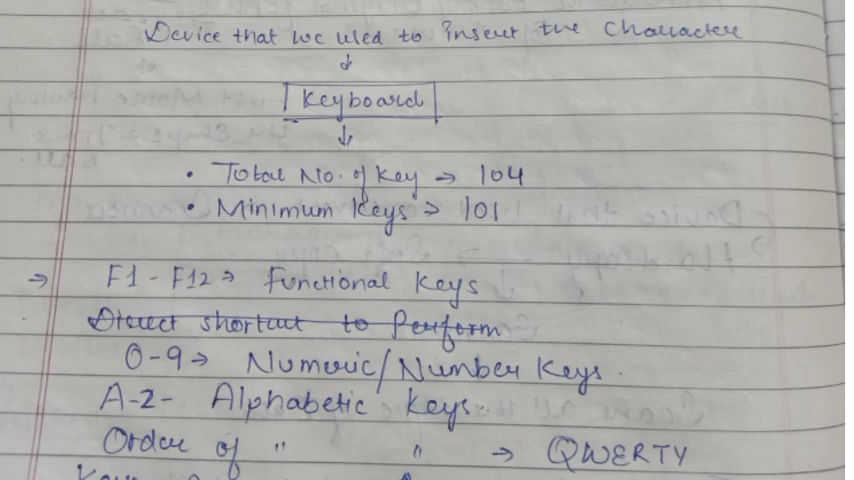 Device that we used to insert the character
↓
Keyboard
↓
• Total No. of Key → 104
• Minimum Keys > 101
→ F1 - F12 → Functional Keys
Direct shortcut to Perform
0-9 → Numeric/Number Keys.
A-Z- Alphabetic Keys.
Order of " " → QWERTY